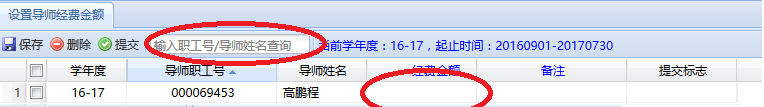 设置导师经费金额
保存 删除 提交 输入职工号/导师姓名查询 当前学年度：16-17，起止时间：20160901-20170730
学年度 导师职工号 导师姓名 经费金额 备注 提交标志
1 16-17 000069453 高鹏程